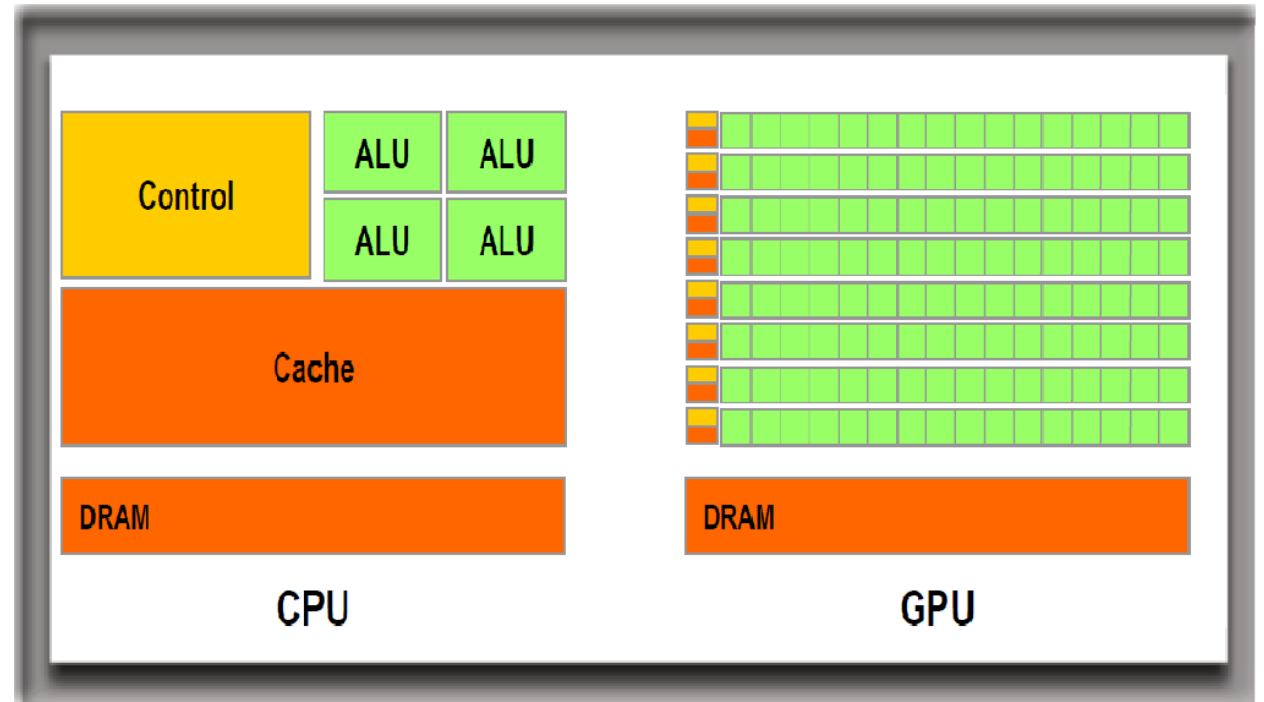 Control
ALU ALU
ALU ALU
Cache
DRAM
CPU
DRAM
GPU